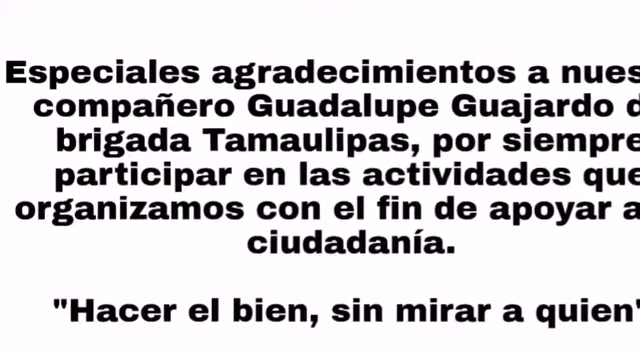 Especiales agradecimientos a nues
compañero Guadalupe Guajardo d
brigada Tamaulipas, por siempre
participar en las actividades que
organizamos con el fin de apoyar a
ciudadanía.
"Hacer el bien, sin mirar a quien"